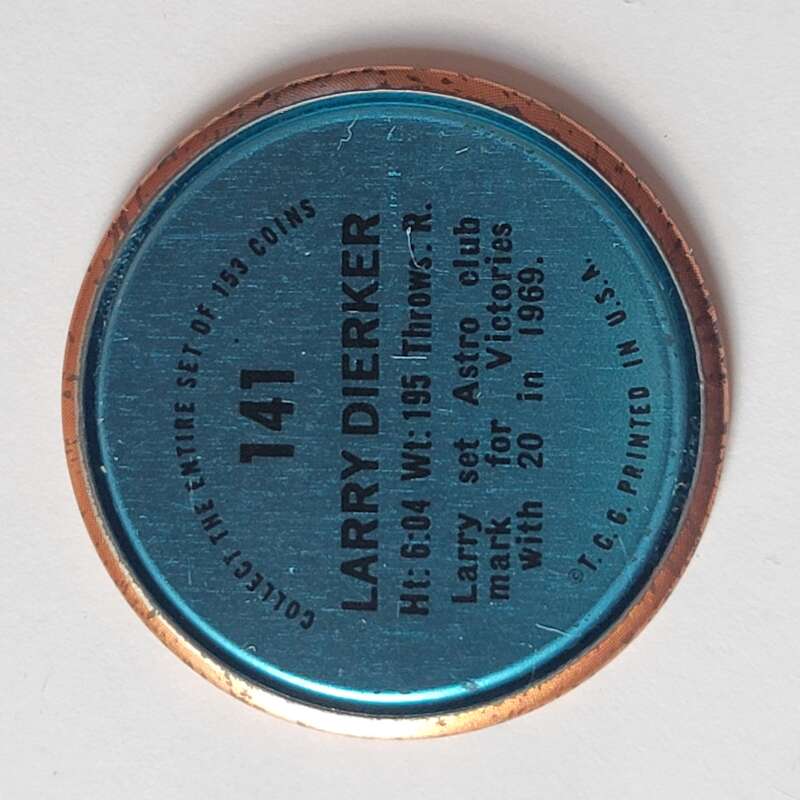 COLLECT THE ENTIRE SET OF 153 COINS
141
LARRY DIERKER
Ht: 6:04 Wt: 195 Throws: R.
Larry set Astro club
mark for Victories
with 20 in 1969.
©T. C. G. PRINTED IN U.S.A.